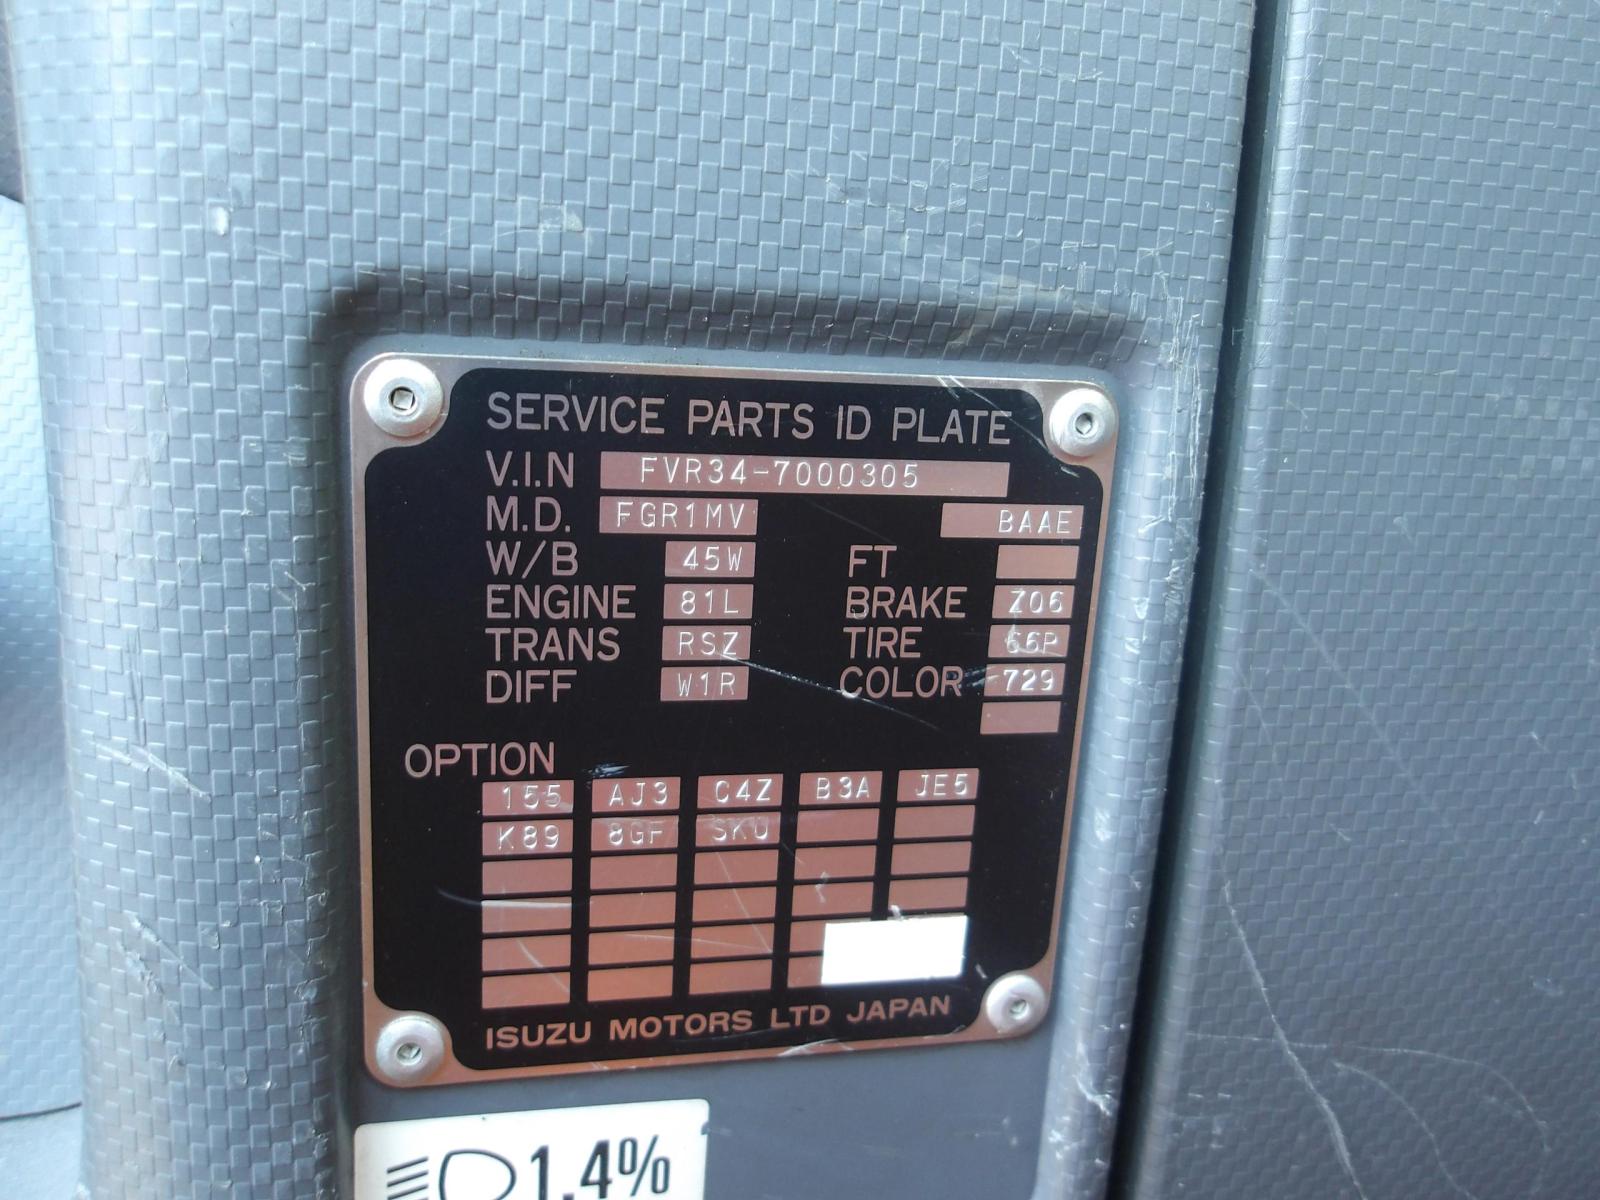 SERVICE PARTS ID PLATE
V.I.N FVR34-7000305
M.D. FGR1MV BAAE
W/B 45W FT
ENGINE 81L BRAKE Z06
TRANS RSZ TIRE 66P
DIFF W1R COLOR 729
OPTION
155 AJ3 C4Z B3A JE5
K89 8GF SKU
ISUZU MOTORS LTD JAPAN
1.4%